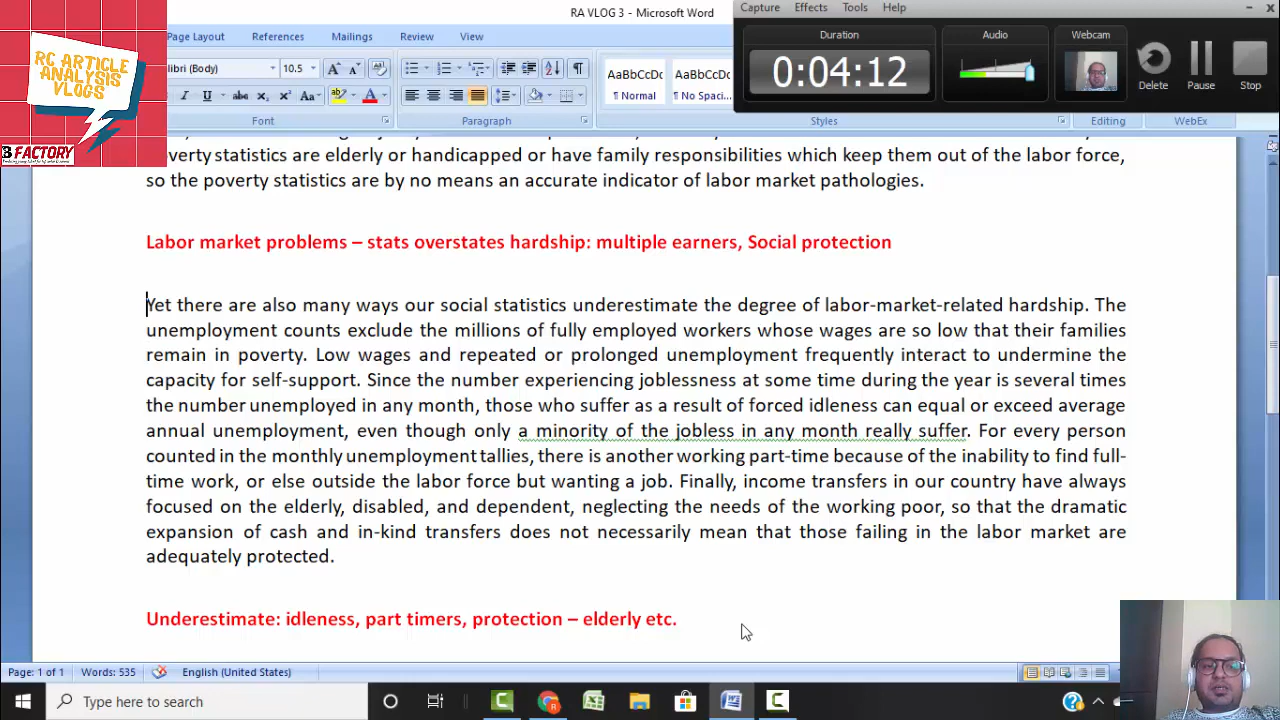 RA VLOG 3 - Microsoft Word
Capture Effects Tools Help
RC ARTICLE
ANALYSIS
VLOGS
Page Layout References Mailings Review View
Duration
0:04:12
Audio
Webcam
Delete Pause Stop
libri (Body) 10.5
AaBbCcDc AaBbCcDc
¶ Normal ¶ No Spaci...
Font Paragraph Styles Editing WebEx
FACTORY
poverty statistics are elderly or handicapped or have family responsibilities which keep them out of the labor force,
so the poverty statistics are by no means an accurate indicator of labor market pathologies.
Labor market problems – stats overstates hardship: multiple earners, Social protection
Yet there are also many ways our social statistics underestimate the degree of labor-market-related hardship. The
unemployment counts exclude the millions of fully employed workers whose wages are so low that their families
remain in poverty. Low wages and repeated or prolonged unemployment frequently interact to undermine the
capacity for self-support. Since the number experiencing joblessness at some time during the year is several times
the number unemployed in any month, those who suffer as a result of forced idleness can equal or exceed average
annual unemployment, even though only a minority of the jobless in any month really suffer. For every person
counted in the monthly unemployment tallies, there is another working part-time because of the inability to find full-
time work, or else outside the labor force but wanting a job. Finally, income transfers in our country have always
focused on the elderly, disabled, and dependent, neglecting the needs of the working poor, so that the dramatic
expansion of cash and in-kind transfers does not necessarily mean that those failing in the labor market are
adequately protected.
Underestimate: idleness, part timers, protection – elderly etc.
Page: 1 of 1 Words: 535 English (United States)
Type here to search